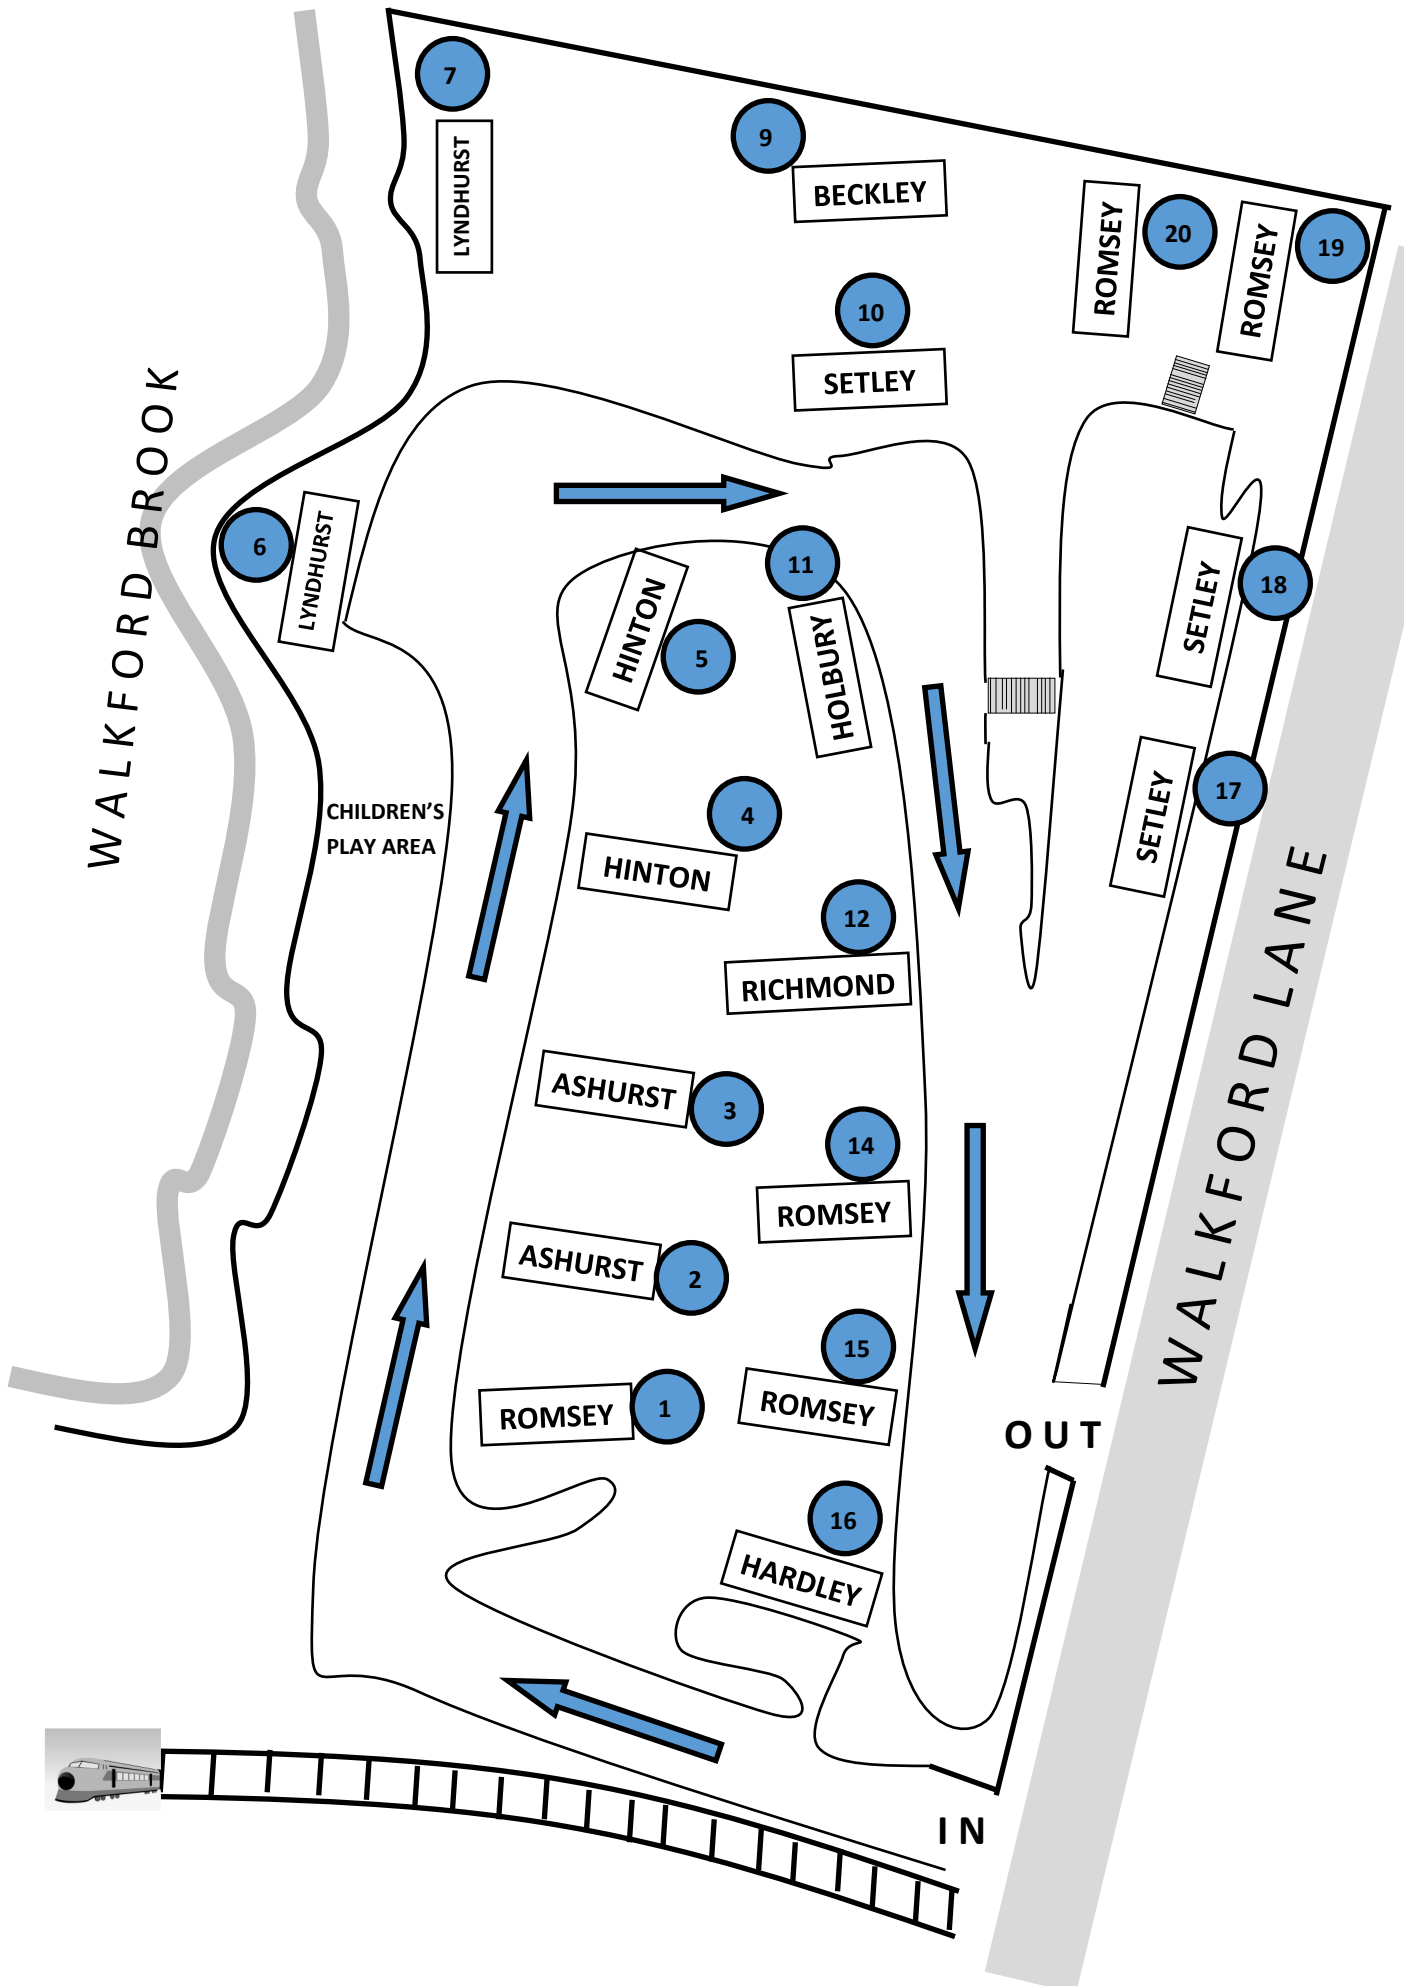 7
LYNDHURST
9
BECKLEY
ROMSEY
20
ROMSEY
19
10
SETLEY
WALKFORD BROOK
6
LYNDHURST
HINTON
5
11
HOLBURY
SETLEY
18
SETLEY
17
CHILDREN'S
PLAY AREA
4
HINTON
12
RICHMOND
WALKFORD LANE
ASHURST
3
14
ROMSEY
ASHURST
2
15
ROMSEY
ROMSEY
1
OUT
16
HARDLEY
IN